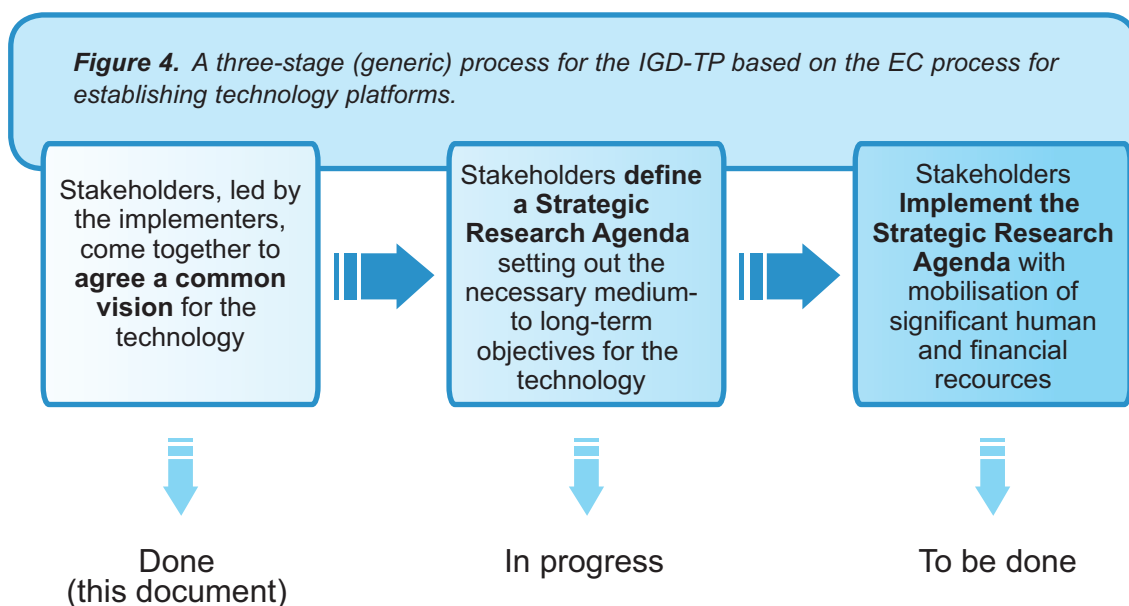 Figure 4. A three-stage (generic) process for the IGD-TP based on the EC process for
establishing technology platforms.
Stakeholders, led by
the implementers,
come together to
agree a common
vision for the
technology
Stakeholders define
a Strategic
Research Agenda
setting out the
necessary medium-
to long-term
objectives for the
technology
Stakeholders
Implement the
Strategic Research
Agenda with
mobilisation of
significant human
and financial
recources
Done
(this document)
In progress
To be done